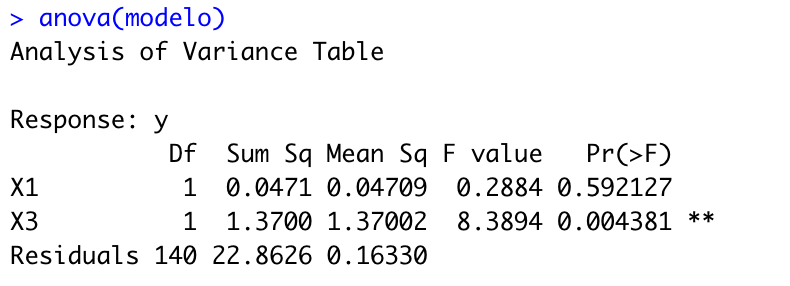 > anova(modelo)
Analysis of Variance Table

Response: y
           Df  Sum Sq Mean Sq F value   Pr(>F)
X1          1  0.0471 0.04709  0.2884 0.592127
X3          1  1.3700 1.37002  8.3894 0.004381 **
Residuals 140 22.8626 0.16330